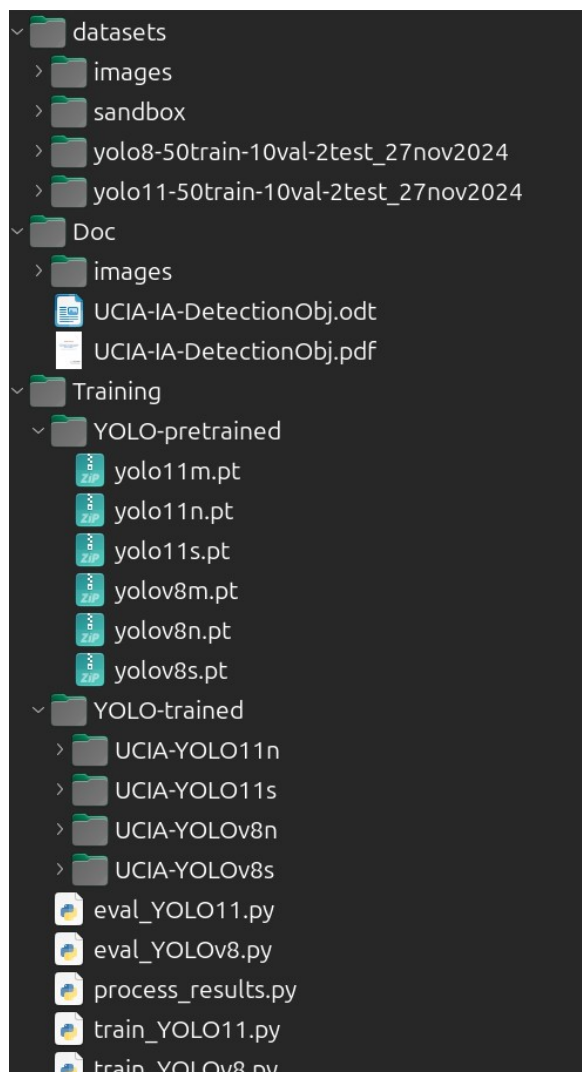 datasets
images
sandbox
yolo8-50train-10val-2test_27nov2024
yolo11-50train-10val-2test_27nov2024
Doc
images
UCIA-IA-DetectionObj.odt
UCIA-IA-DetectionObj.pdf
Training
YOLO-pretrained
yolo11m.pt
yolo11n.pt
yolo11s.pt
yolov8m.pt
yolov8n.pt
yolov8s.pt
YOLO-trained
UCIA-YOLO11n
UCIA-YOLO11s
UCIA-YOLOv8n
UCIA-YOLOv8s
eval_YOLO11.py
eval_YOLOv8.py
process_results.py
train_YOLO11.py
train_YOLOv8.py